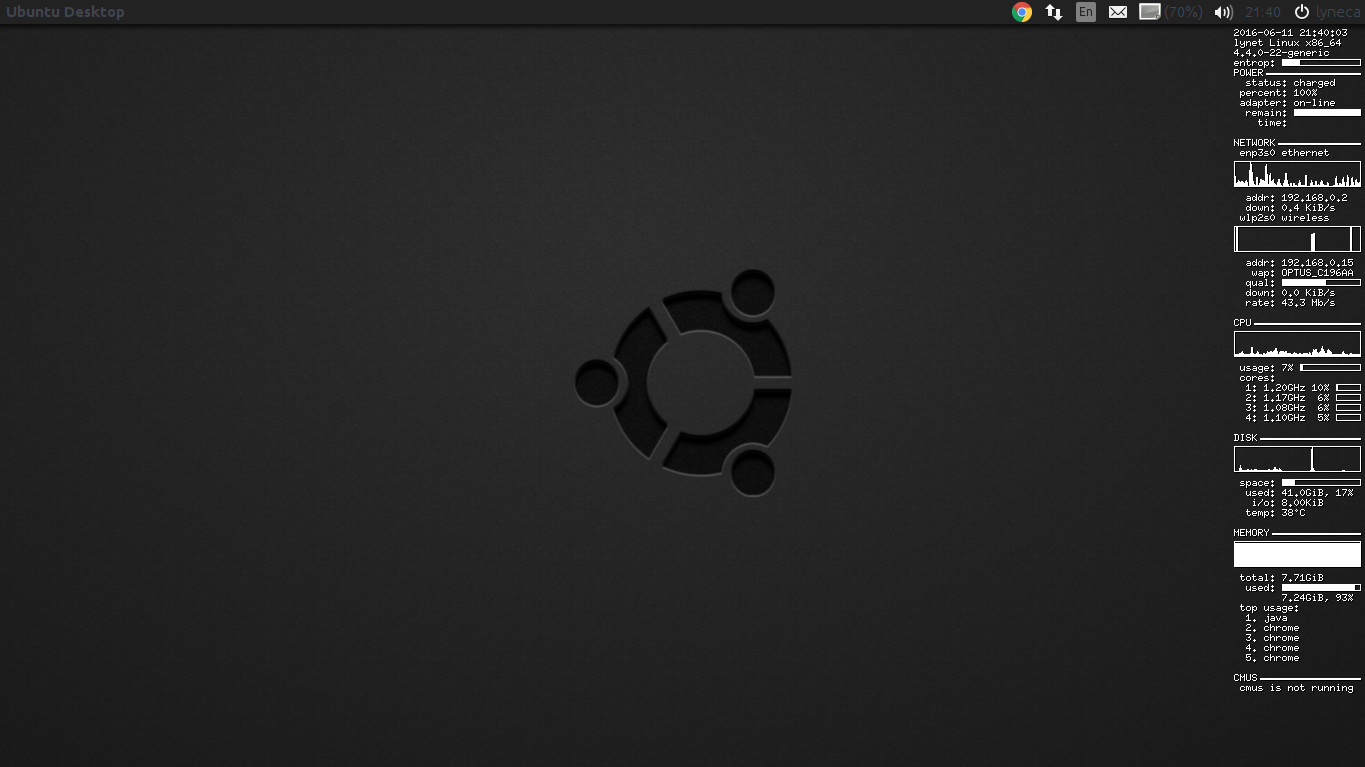 Ubuntu Desktop En (70%) 21:40 lyneca
2016-06-11 21:40:03
lynet Linux x86_64
4.4.0-22-generic
entrop:
POWER
status: charged
percent: 100%
adapter: on-line
remain:
time:
NETWORK
enp3s0 ethernet
addr: 192.168.0.2
down: 0.4 KiB/s
wlp2s0 wireless
addr: 192.168.0.15
wap: OPTUS_C196AA
qual:
down: 0.0 KiB/s
rate: 43.3 Mb/s
CPU
usage: 7%
cores:
1: 1.20GHz 10%
2: 1.17GHz 6%
3: 1.08GHz 6%
4: 1.10GHz 5%
DISK
space:
used: 41.0GiB, 17%
i/o: 8.00KiB
temp: 38°C
MEMORY
total: 7.71GiB
used:
7.24GiB, 93%
top usage:
1. java
2. chrome
3. chrome
4. chrome
5. chrome
CMUS
cmus is not running